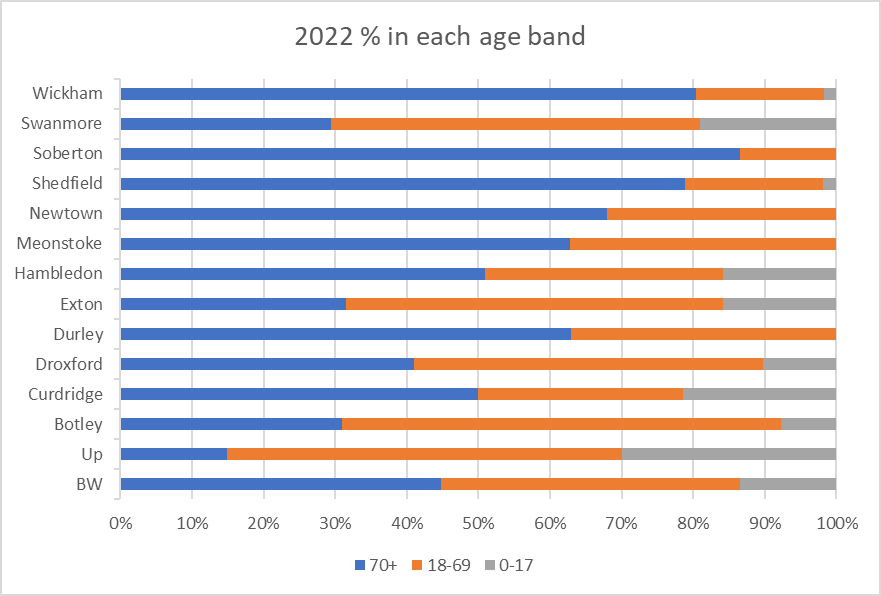 2022 % in each age band
Wickham
Swanmore
Soberton
Shedfield
Newtown
Meonstoke
Hambledon
Exton
Durley
Droxford
Curdridge
Botley
Up
BW
0% 10% 20% 30% 40% 50% 60% 70% 80% 90% 100%
70+ 18-69 0-17